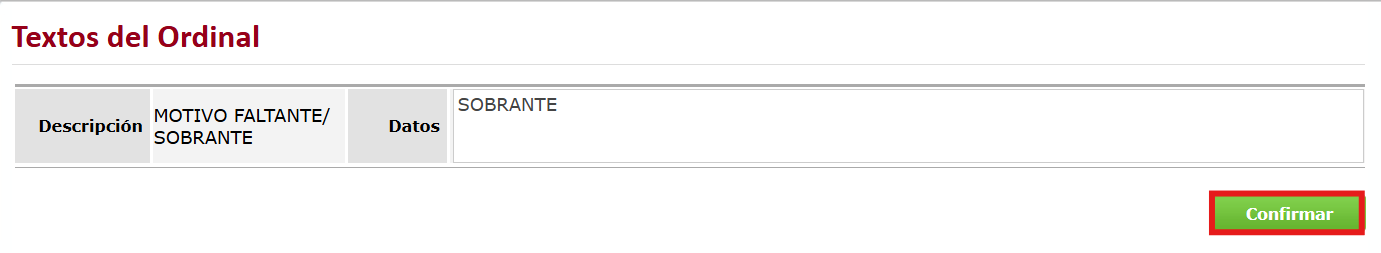 Textos del Ordinal
Descripción
MOTIVO FALTANTE/
SOBRANTE
Datos
SOBRANTE
Confirmar